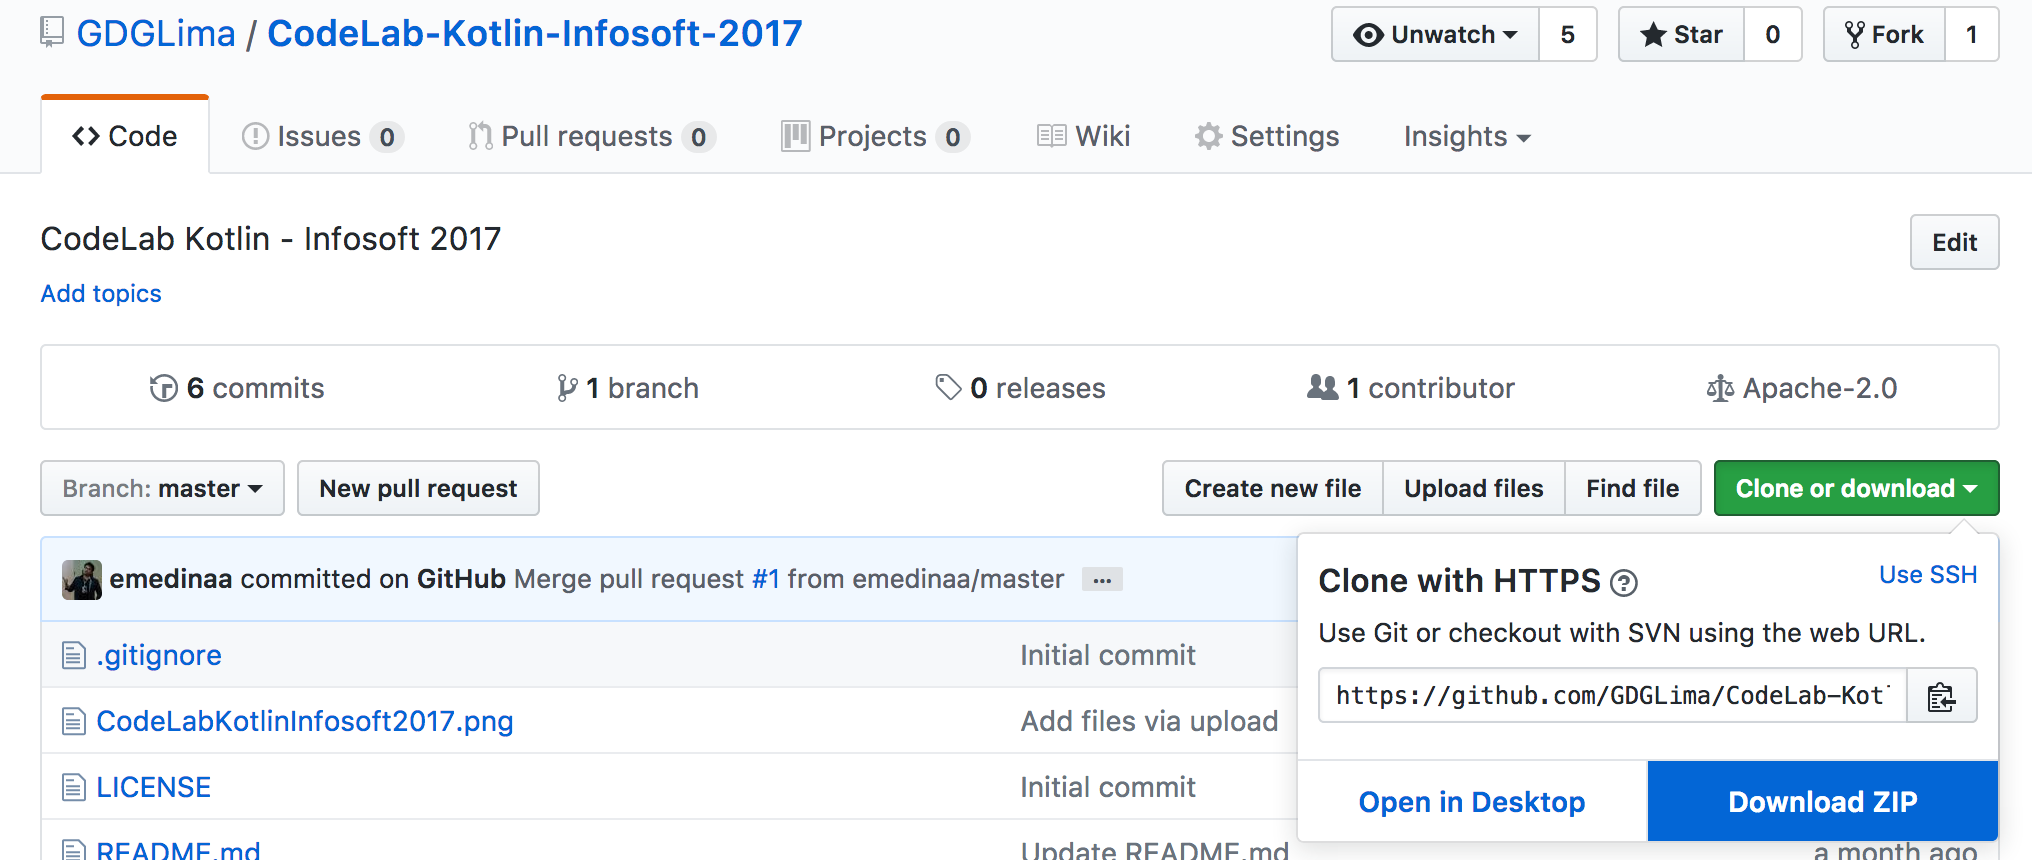 GDGLima / CodeLab-Kotlin-Infosoft-2017
Unwatch 5 Star 0 Fork 1
Code Issues 0 Pull requests 0 Projects 0 Wiki Settings Insights
CodeLab Kotlin - Infosoft 2017
Edit
Add topics
6 commits 1 branch 0 releases 1 contributor Apache-2.0
Branch: master New pull request Create new file Upload files Find file Clone or download
emedinaa committed on GitHub Merge pull request #1 from emedinaa/master ...
Clone with HTTPS ? Use SSH
Use Git or checkout with SVN using the web URL.
https://github.com/GDGLima/CodeLab-Kot
Open in Desktop Download ZIP
.gitignore Initial commit
CodeLabKotlinInfosoft2017.png Add files via upload
LICENSE Initial commit
README.md Update README.md a month ago